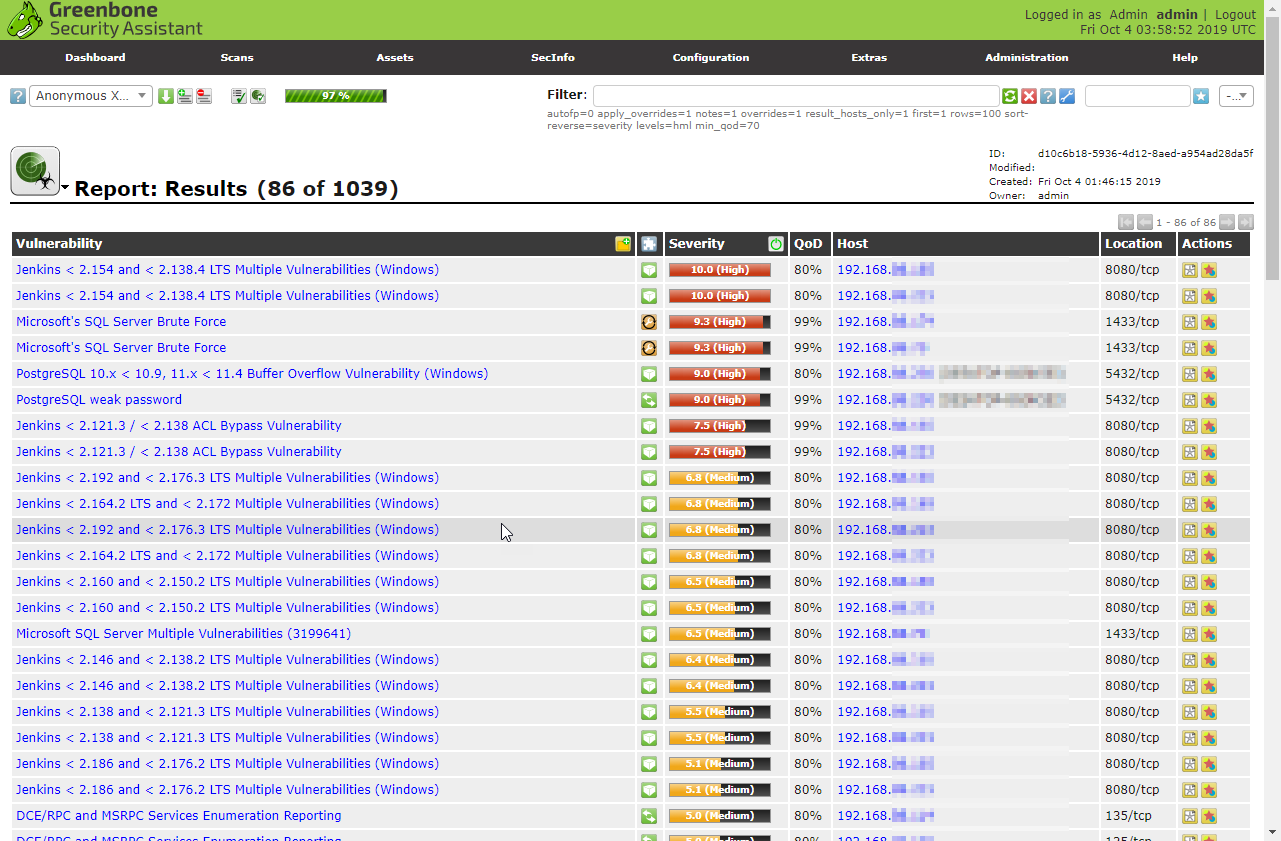 Greenbone
Security Assistant
Logged in as Admin admin | Logout
Fri Oct 4 03:58:52 2019 UTC
Dashboard Scans Assets SecInfo Configuration Extras Administration Help
Anonymous X... 97 % Filter: -...
autofp=0 apply_overrides=1 notes=1 overrides=1 result_hosts_only=1 first=1 rows=100 sort-
reverse=severity levels=hml min_qod=70
ID: d10c6b18-5936-4d12-8aed-a954ad28da5f
Modified:
Created: Fri Oct 4 01:46:15 2019
Owner: admin
Report: Results (86 of 1039)
1 - 86 of 86
Vulnerability Severity QoD Host Location Actions
Jenkins < 2.154 and < 2.138.4 LTS Multiple Vulnerabilities (Windows) 10.0 (High) 80% 192.168. 8080/tcp
Jenkins < 2.154 and < 2.138.4 LTS Multiple Vulnerabilities (Windows) 10.0 (High) 80% 192.168. 8080/tcp
Microsoft's SQL Server Brute Force 9.3 (High) 99% 192.168. 1433/tcp
Microsoft's SQL Server Brute Force 9.3 (High) 99% 192.168. 1433/tcp
PostgreSQL 10.x < 10.9, 11.x < 11.4 Buffer Overflow Vulnerability (Windows) 9.0 (High) 80% 192.168. 5432/tcp
PostgreSQL weak password 9.0 (High) 99% 192.168. 5432/tcp
Jenkins < 2.121.3 / < 2.138 ACL Bypass Vulnerability 7.5 (High) 99% 192.168. 8080/tcp
Jenkins < 2.121.3 / < 2.138 ACL Bypass Vulnerability 7.5 (High) 99% 192.168. 8080/tcp
Jenkins < 2.192 and < 2.176.3 LTS Multiple Vulnerabilities (Windows) 6.8 (Medium) 80% 192.168. 8080/tcp
Jenkins < 2.164.2 LTS and < 2.172 Multiple Vulnerabilities (Windows) 6.8 (Medium) 80% 192.168. 8080/tcp
Jenkins < 2.192 and < 2.176.3 LTS Multiple Vulnerabilities (Windows) 6.8 (Medium) 80% 192.168. 8080/tcp
Jenkins < 2.164.2 LTS and < 2.172 Multiple Vulnerabilities (Windows) 6.8 (Medium) 80% 192.168. 8080/tcp
Jenkins < 2.160 and < 2.150.2 LTS Multiple Vulnerabilities (Windows) 6.5 (Medium) 80% 192.168. 8080/tcp
Jenkins < 2.160 and < 2.150.2 LTS Multiple Vulnerabilities (Windows) 6.5 (Medium) 80% 192.168. 8080/tcp
Microsoft SQL Server Multiple Vulnerabilities (3199641) 6.5 (Medium) 80% 192.168. 1433/tcp
Jenkins < 2.146 and < 2.138.2 LTS Multiple Vulnerabilities (Windows) 6.4 (Medium) 80% 192.168. 8080/tcp
Jenkins < 2.146 and < 2.138.2 LTS Multiple Vulnerabilities (Windows) 6.4 (Medium) 80% 192.168. 8080/tcp
Jenkins < 2.138 and < 2.121.3 LTS Multiple Vulnerabilities (Windows) 5.5 (Medium) 80% 192.168. 8080/tcp
Jenkins < 2.138 and < 2.121.3 LTS Multiple Vulnerabilities (Windows) 5.5 (Medium) 80% 192.168. 8080/tcp
Jenkins < 2.186 and < 2.176.2 LTS Multiple Vulnerabilities (Windows) 5.1 (Medium) 80% 192.168. 8080/tcp
Jenkins < 2.186 and < 2.176.2 LTS Multiple Vulnerabilities (Windows) 5.1 (Medium) 80% 192.168. 8080/tcp
DCE/RPC and MSRPC Services Enumeration Reporting 5.0 (Medium) 80% 192.168. 135/tcp
DCE/RPC and MSRPC Services Enumeration Reporting 5.0 (Medium) 80% 192.168. 135/tcp